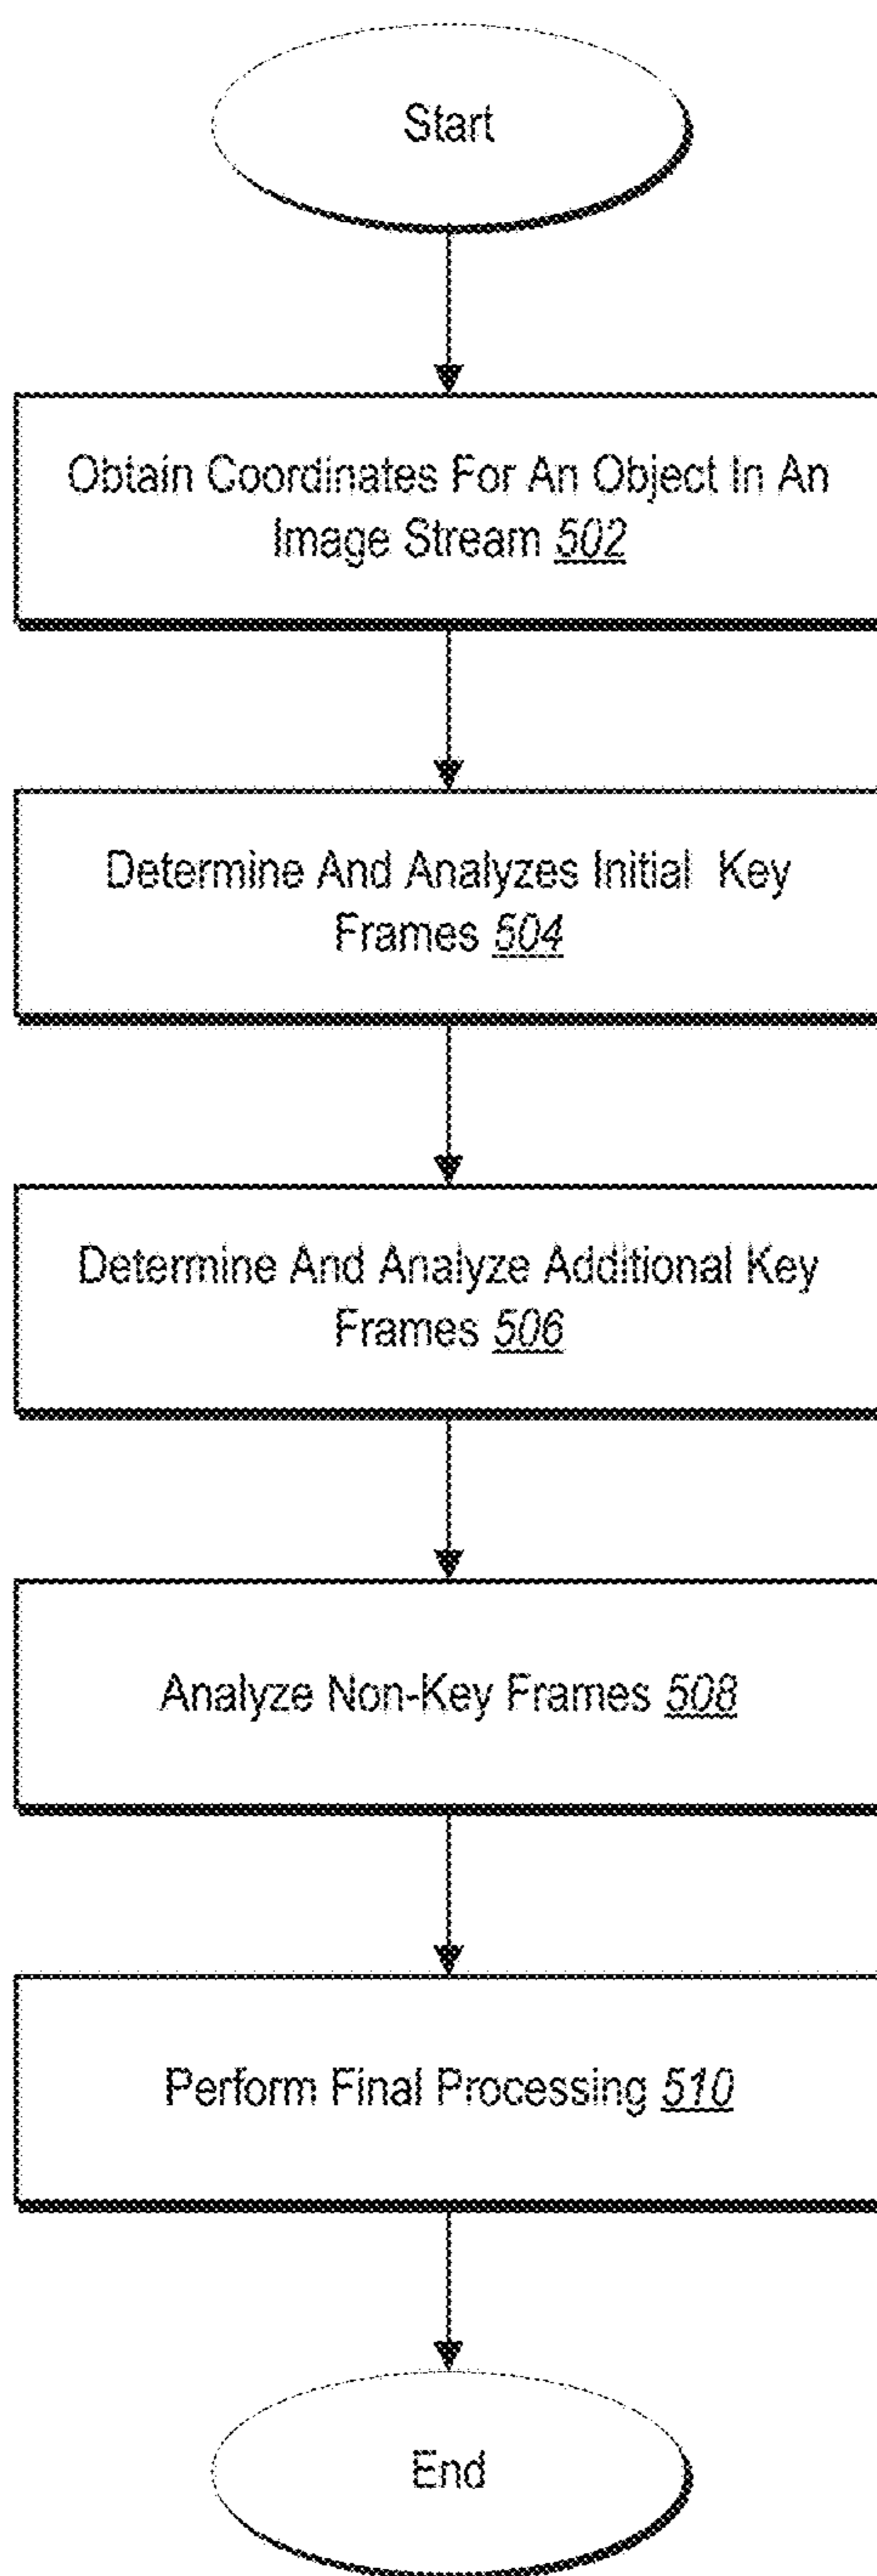 Start
Obtain Coordinates For An Object In An
Image Stream 502
Determine And Analyzes Initial Key
Frames 504
Determine And Analyze Additional Key
Frames 506
Analyze Non-Key Frames 508
Perform Final Processing 510
End